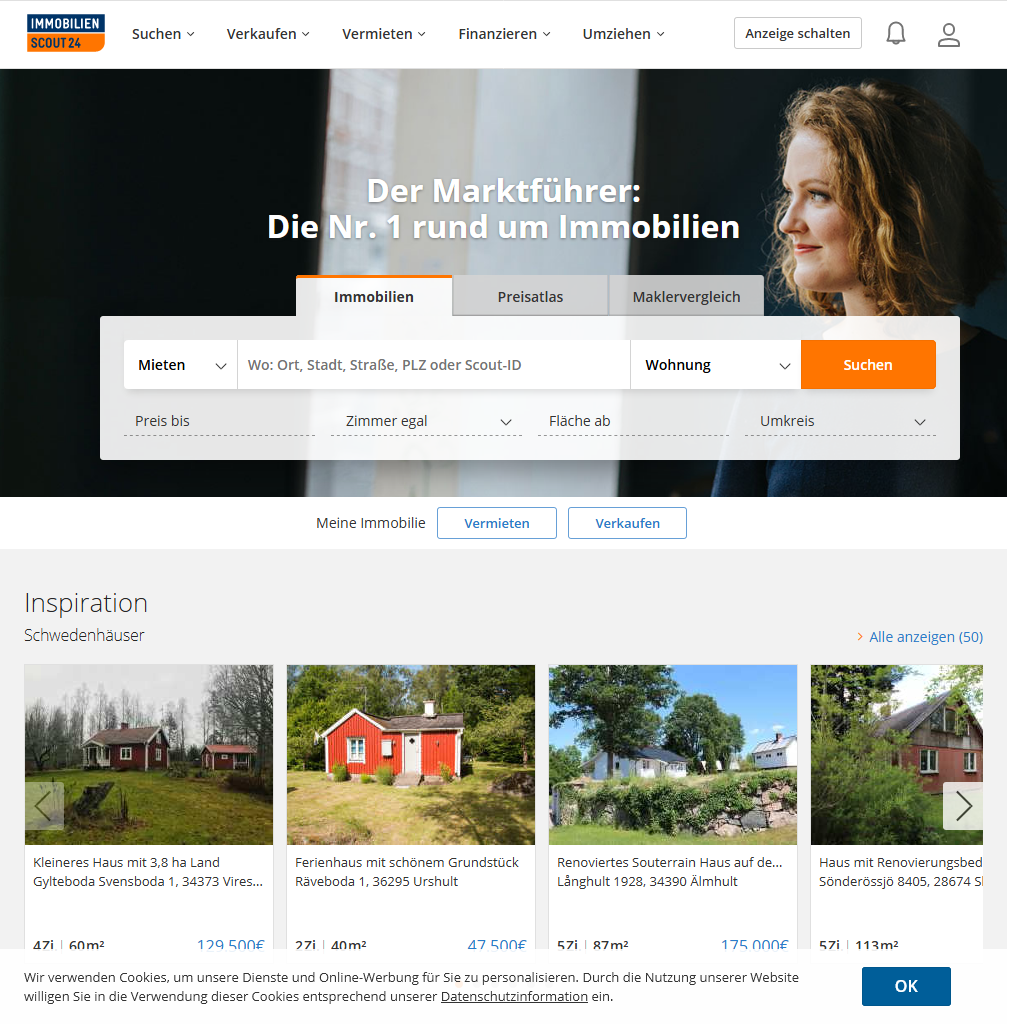 IMMOBILIEN
SCOUT24
Suchen
Verkaufen
Vermieten
Finanzieren
Umziehen
Anzeige schalten
Der Marktführer:
Die Nr. 1 rund um Immobilien
Immobilien
Preisatlas
Maklervergleich
Mieten
Wo: Ort, Stadt, Straße, PLZ oder Scout-ID
Wohnung
Suchen
Preis bis
Zimmer egal
Fläche ab
Umkreis
Meine Immobilie
Vermieten
Verkaufen
Inspiration
Schwedenhäuser
Alle anzeigen (50)
Kleineres Haus mit 3,8 ha Land
Gylteboda Svensboda 1, 34373 Vires...
4Zi | 60m² 129.500€
Ferienhaus mit schönem Grundstück
Räveboda 1, 36295 Urshult
2Zi | 40m² 47.500€
Renoviertes Souterrain Haus auf de...
Långhult 1928, 34390 Älmhult
5Zi | 87m² 175.000€
Haus mit Renovierungsbed
Sönderössjö 8405, 28674
5Zi | 113m²
Wir verwenden Cookies, um unsere Dienste und Online-Werbung für Sie zu personalisieren. Durch die Nutzung unserer Website
willigen Sie in die Verwendung dieser Cookies entsprechend unserer Datenschutzinformation ein.
OK